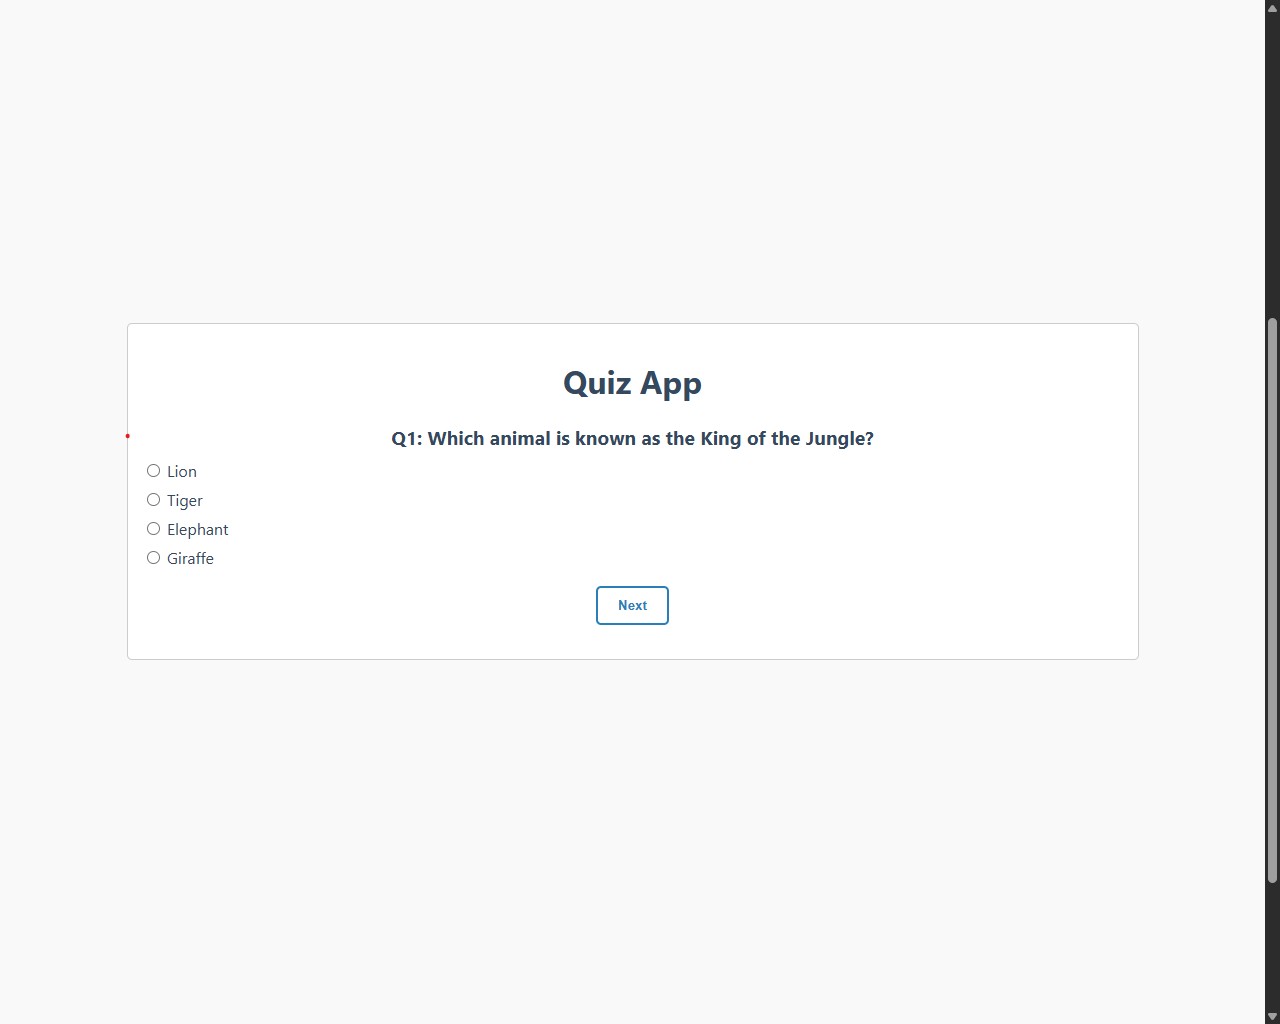 Quiz App
Q1: Which animal is known as the King of the Jungle?
Lion
Tiger
Elephant
Giraffe
Next